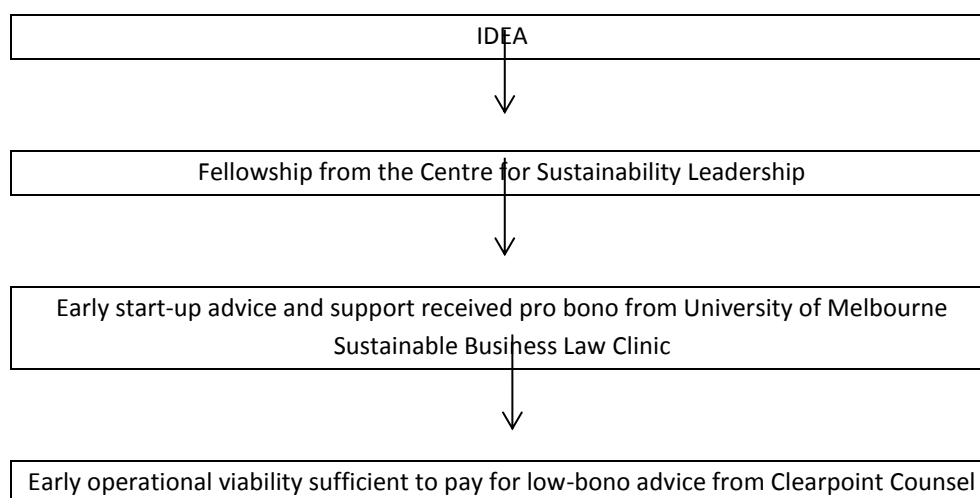 IDEA
Fellowship from the Centre for Sustainability Leadership
Early start-up advice and support received pro bono from University of Melbourne
Sustainable Business Law Clinic
Early operational viability sufficient to pay for low-bono advice from Clearpoint Counsel